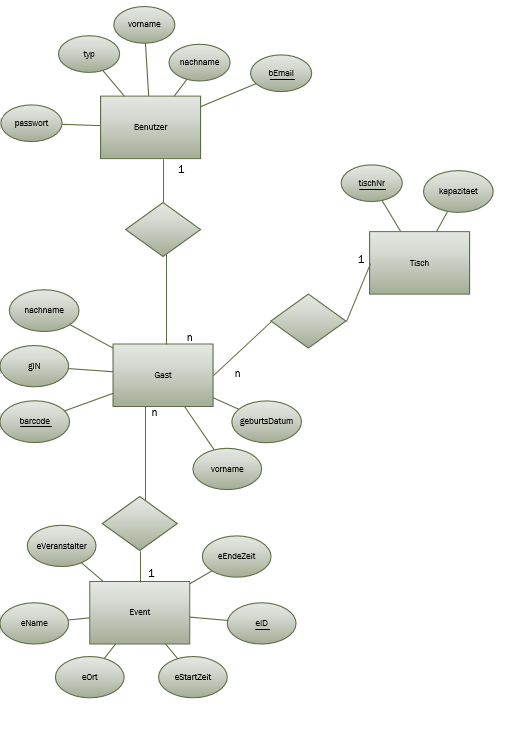 vorname
typ
nachname
bEmail
passwort
Benutzer
1
tischNr
kapazitaet
1
Tisch
nachname
n
gIN
Gast
n
barcode
n
geburtsDatum
vorname
eVeranstalter
eEndeZeit
1
Event
eName
eID
eOrt
eStartZeit